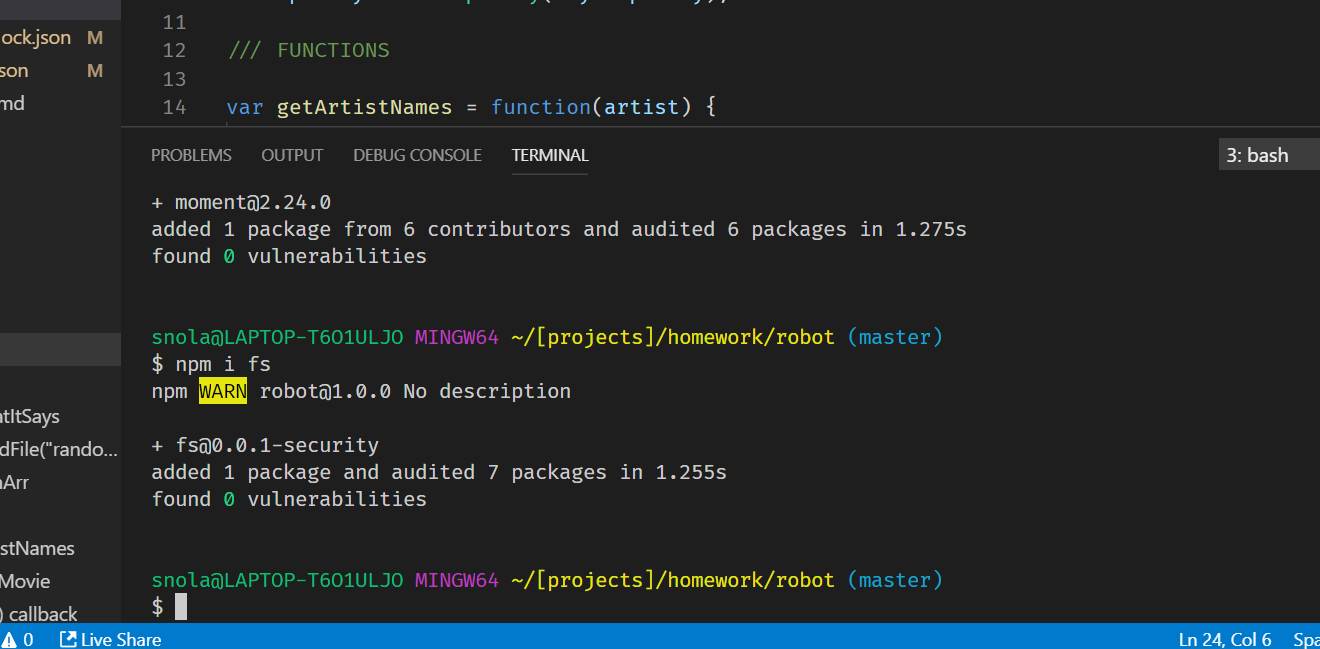 ock.json M
son M
md
11
12 /// FUNCTIONS
13
14 var getArtistNames = function(artist) {
PROBLEMS OUTPUT DEBUG CONSOLE TERMINAL 3: bash
+ moment@2.24.0
added 1 package from 6 contributors and audited 6 packages in 1.275s
found 0 vulnerabilities
snola@LAPTOP-T6O1ULJO MINGW64 ~/[projects]/homework/robot (master)
$ npm i fs
npm WARN robot@1.0.0 No description
+ fs@0.0.1-security
added 1 package and audited 7 packages in 1.255s
found 0 vulnerabilities
snola@LAPTOP-T6O1ULJO MINGW64 ~/[projects]/homework/robot (master)
$
atItSays
dFile("rando...
nArr
stNames
Movie
) callback
0 Live Share Ln 24, Col 6 Spa